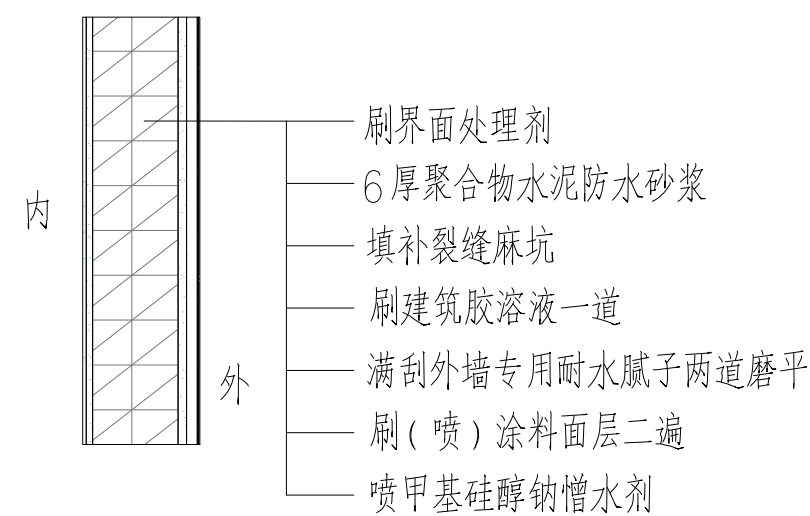 刷界面处理剂
6厚聚合物水泥防水砂浆
内
填补裂缝麻坑
刷建筑胶溶液一道
满刮外墙专用耐水腻子两道磨平
外
刷(喷)涂料面层二遍
喷甲基硅醇钠憎水剂